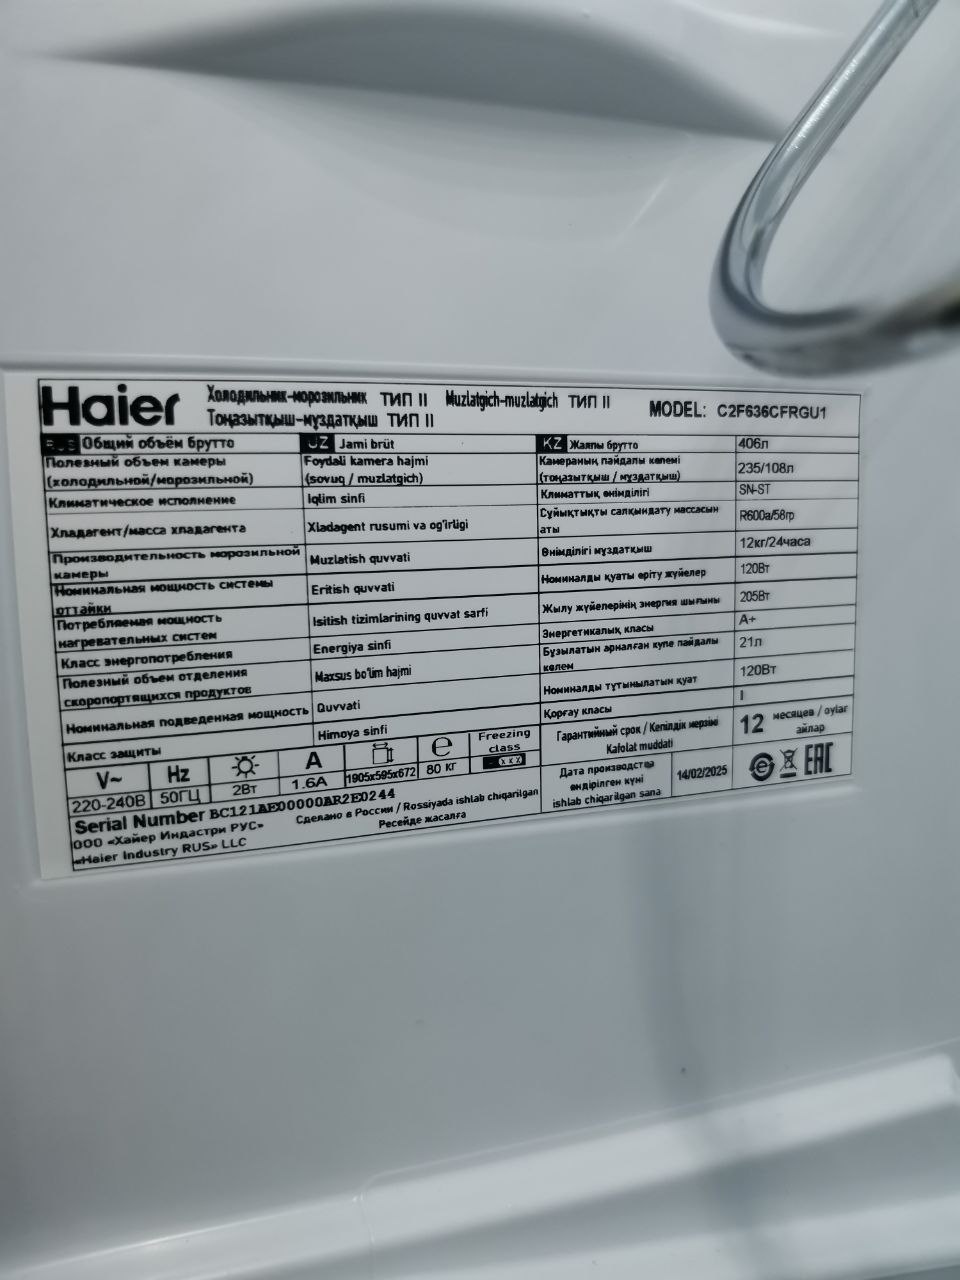 Haier
Холодильник-морозильник ТИП II Muzlatgich-muzlatgich ТИП II
Тоңазытқыш-мұздатқыш ТИП II
MODEL: C2F636CFRGU1
RUS Общий объём брутто UZ Jami brüt KZ Жалпы брутто 406л
Полезный объем камеры (холодильной/морозильной) Foydali kamera hajmi (sovuq / muzlatgich) Камераның пайдалы көлемі (тоңазытқыш / мұздатқыш) 235/108л
Климатическое исполнение Iqlim sinfi Климаттық өнімділігі SN-ST
Хладагент/масса хладагента Xladagent rusumi va og'irligi Сұйықтықты салқындату массасын аты R600a/58гр
Производительность морозильной камеры Muzlatish quvvati Өнімділігі мұздатқыш 12кг/24часа
Номинальная мощность системы оттайки Eritish quvvati Номиналды қуаты еріту жүйелер 120Вт
Потребляемая мощность нагревательных систем Isitish tizimlarining quvvat sarfi Жылу жүйелерінің энергия шығыны 205Вт
Класс энергопотребления Energiya sinfi Энергетикалық класы A+
Полезный объем отделения скоропортящихся продуктов Maxsus bo'lim hajmi Бұзылатын арналған купе пайдалы көлем 21л
Номинальная подведенная мощность Quvvati Номиналды тұтынылатын қуат 120Вт
Класс защиты Himoya sinfi Қорғау класы I
V~ Hz A e Freezing class
220-240В 50ГЦ 2Вт 1.6А 1905x595x672 80 кг xxx
Гарантийный срок / Кепілдік мерзімі
Kafolat muddati
12 месяцев / oylar
айлар
Serial Number BC121AE00000AR2E0244
ООО «Хайер Индастри РУС»
«Haier Industry RUS» LLC
Сделано в России / Rossiyada ishlab chiqarilgan
Ресейде жасалға
Дата производства
өндірілген күні
ishlab chiqarilgan sana
14/02/2025
EAC